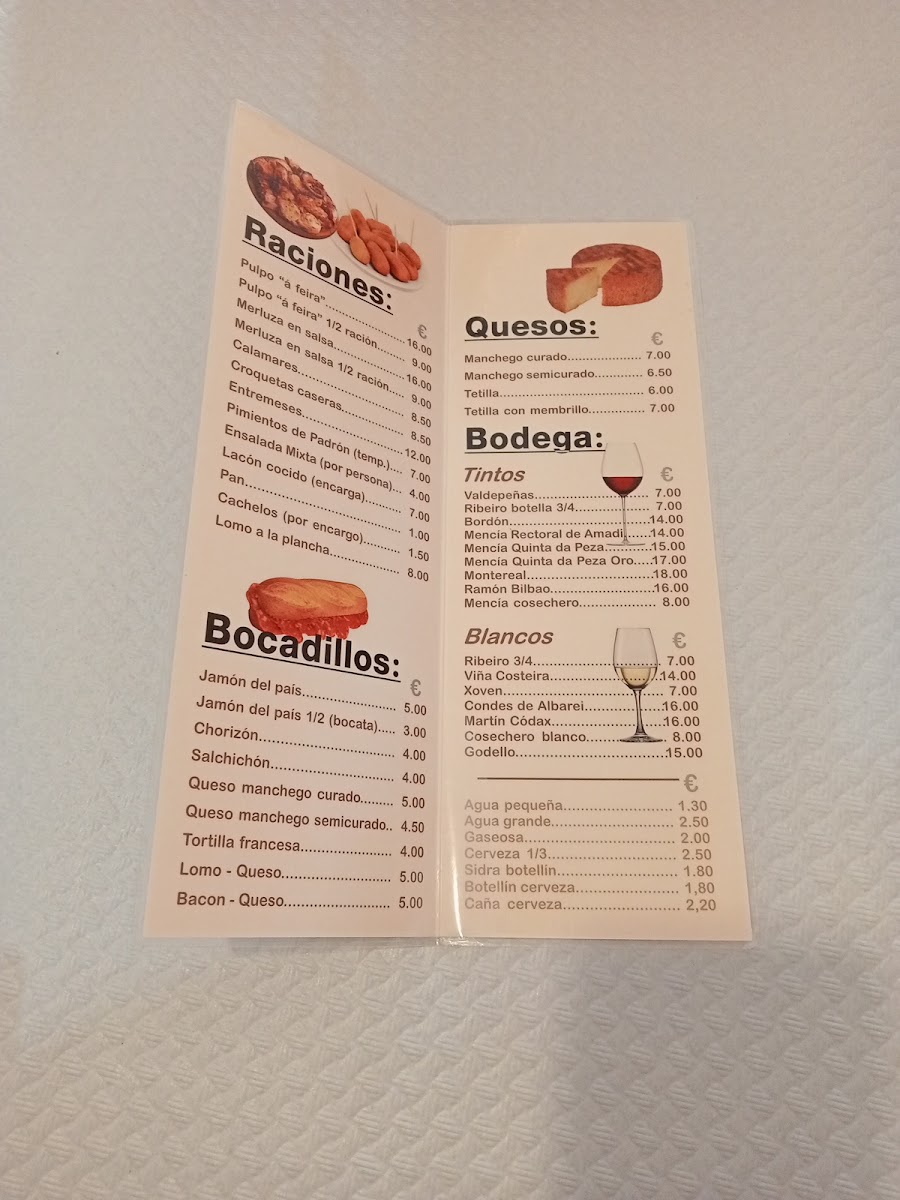 Raciones:
€
Pulpo "á feira"........................16.00
Pulpo "á feira" 1/2 ración........ 9.00
Merluza en salsa......................16.00
Merluza en salsa 1/2 ración.... 9.00
Calamares............................... 8.50
Croquetas caseras.................. 8.50
Entremeses.............................12.00
Pimientos de Padrón (temp.).... 7.00
Ensalada Mixta (por persona)... 4.00
Lacón cocido (encarga)......... 7.00
Pan........................................ 1.00
Cachelos (por encargo).......... 1.50
Lomo a la plancha.................. 8.00
Bocadillos:
€
Jamón del país........................ 5.00
Jamón del país 1/2 (bocata)..... 3.00
Chorizón................................. 4.00
Salchichón.............................. 4.00
Queso manchego curado......... 5.00
Queso manchego semicurado.. 4.50
Tortilla francesa...................... 4.00
Lomo - Queso......................... 5.00
Bacon - Queso........................ 5.00
Quesos:
€
Manchego curado.................... 7.00
Manchego semicurado............. 6.50
Tetilla....................................... 6.00
Tetilla con membrillo............... 7.00
Bodega:
Tintos €
Valdepeñas............................. 7.00
Ribeiro botella 3/4................... 7.00
Bordón....................................14.00
Mencía Rectoral de Amadi.......14.00
Mencía Quinta da Peza............15.00
Mencía Quinta da Peza Oro.....17.00
Montereal................................18.00
Ramón Bilbao..........................16.00
Mencía cosechero................... 8.00
Blancos €
Ribeiro 3/4............................... 7.00
Viña Costeira...........................14.00
Xoven...................................... 7.00
Condes de Albarei...................16.00
Martín Códax...........................16.00
Cosechero blanco................... 8.00
Godello....................................15.00
€
Agua pequeña......................... 1.30
Agua grande............................ 2.50
Gaseosa.................................. 2.00
Cerveza 1/3............................. 2.50
Sidra botellín........................... 1.80
Botellín cerveza....................... 1,80
Caña cerveza.......................... 2,20